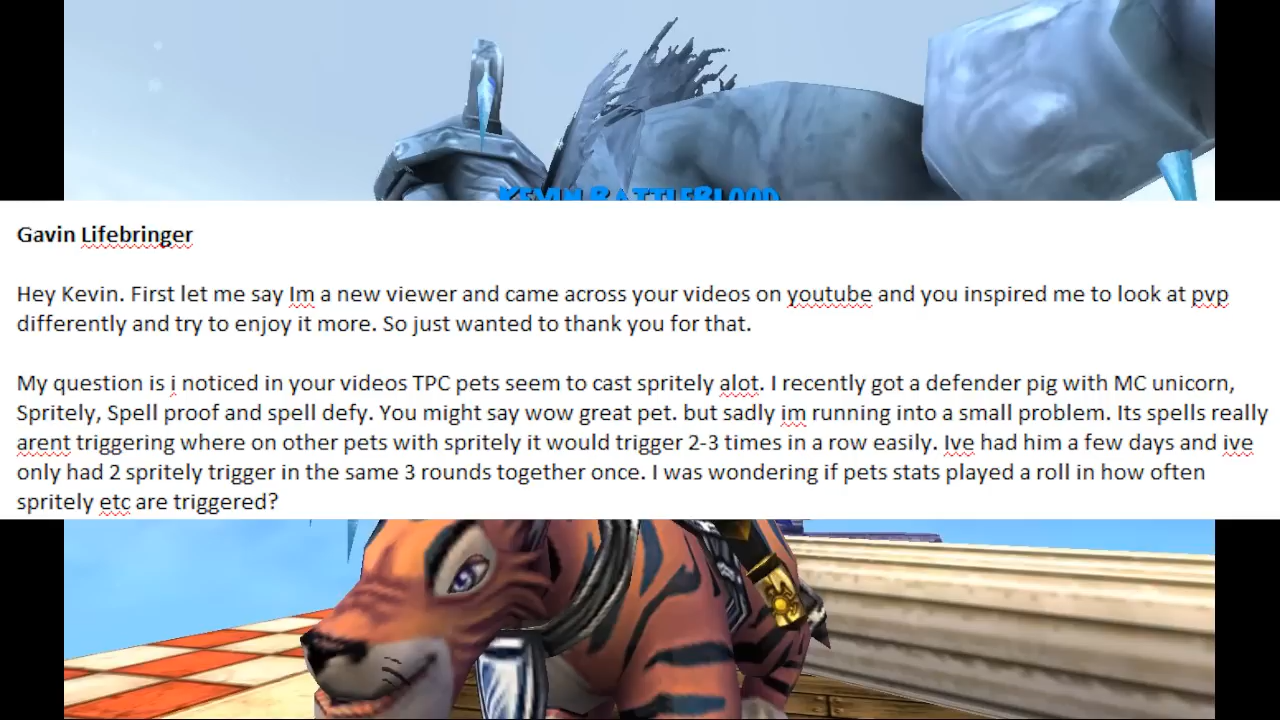 KEVIN BATTLEBLOOD
Gavin Lifebringer
Hey Kevin. First let me say Im a new viewer and came across your videos on youtube and you inspired me to look at pvp
differently and try to enjoy it more. So just wanted to thank you for that.
My question is i noticed in your videos TPC pets seem to cast spritely alot. I recently got a defender pig with MC unicorn,
Spritely, Spell proof and spell defy. You might say wow great pet. but sadly im running into a small problem. Its spells really
arent triggering where on other pets with spritely it would trigger 2-3 times in a row easily. Ive had him a few days and ive
only had 2 spritely trigger in the same 3 rounds together once. I was wondering if pets stats played a roll in how often
spritely etc are triggered?